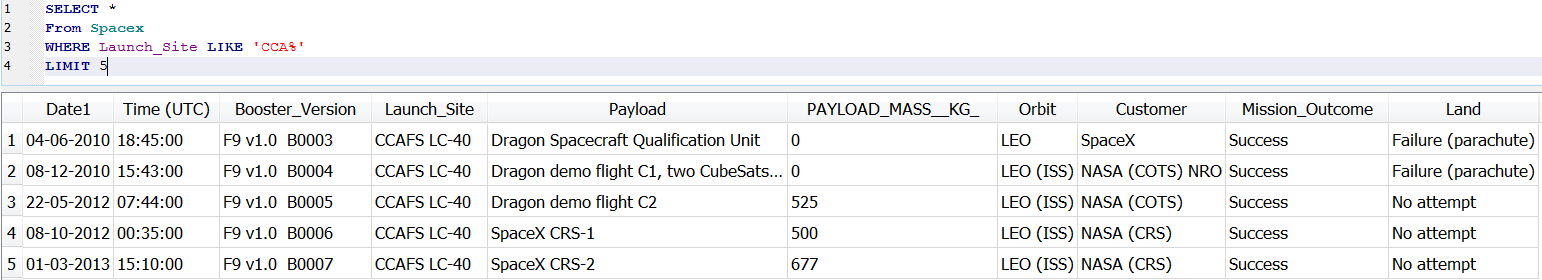 1 SELECT *
2 From Spacex
3 WHERE Launch_Site LIKE 'CCA%'
4 LIMIT 5
Date1 Time (UTC) Booster_Version Launch_Site Payload PAYLOAD_MASS__KG_ Orbit Customer Mission_Outcome Land
1 04-06-2010 18:45:00 F9 v1.0  B0003 CCAFS LC-40 Dragon Spacecraft Qualification Unit 0 LEO SpaceX Success Failure (parachute)
2 08-12-2010 15:43:00 F9 v1.0  B0004 CCAFS LC-40 Dragon demo flight C1, two CubeSats... 0 LEO (ISS) NASA (COTS) NRO Success Failure (parachute)
3 22-05-2012 07:44:00 F9 v1.0  B0005 CCAFS LC-40 Dragon demo flight C2 525 LEO (ISS) NASA (COTS) Success No attempt
4 08-10-2012 00:35:00 F9 v1.0  B0006 CCAFS LC-40 SpaceX CRS-1 500 LEO (ISS) NASA (CRS) Success No attempt
5 01-03-2013 15:10:00 F9 v1.0  B0007 CCAFS LC-40 SpaceX CRS-2 677 LEO (ISS) NASA (CRS) Success No attempt